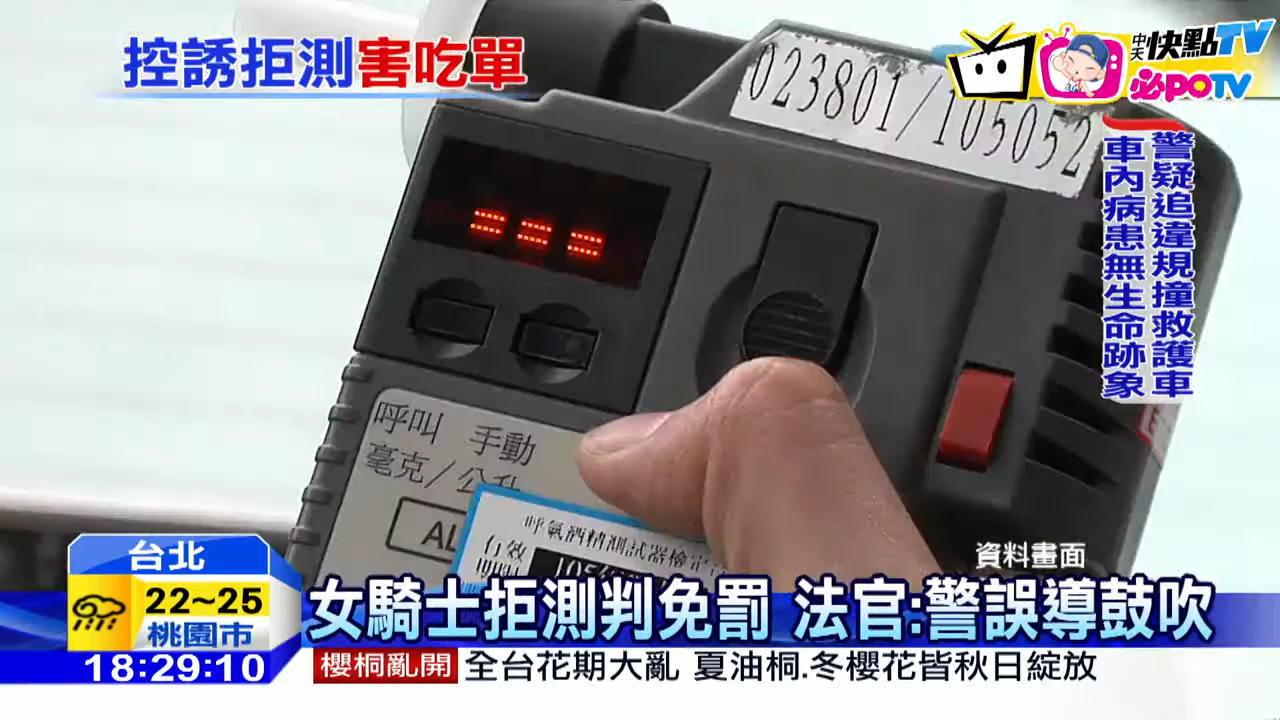 控誘拒測害吃單
中天快點TV
必POTV
023801/105052
警疑追違規撞救護車
車內病患無生命跡象
呼叫 手動
毫克/公升
AL
呼氣酒精測試器檢定
有效
105
資料畫面
台北
22~25
桃園市
18:29:10
女騎士拒測判免罰 法官:警誤導鼓吹
櫻桐亂開 全台花期大亂 夏油桐.冬櫻花皆秋日綻放